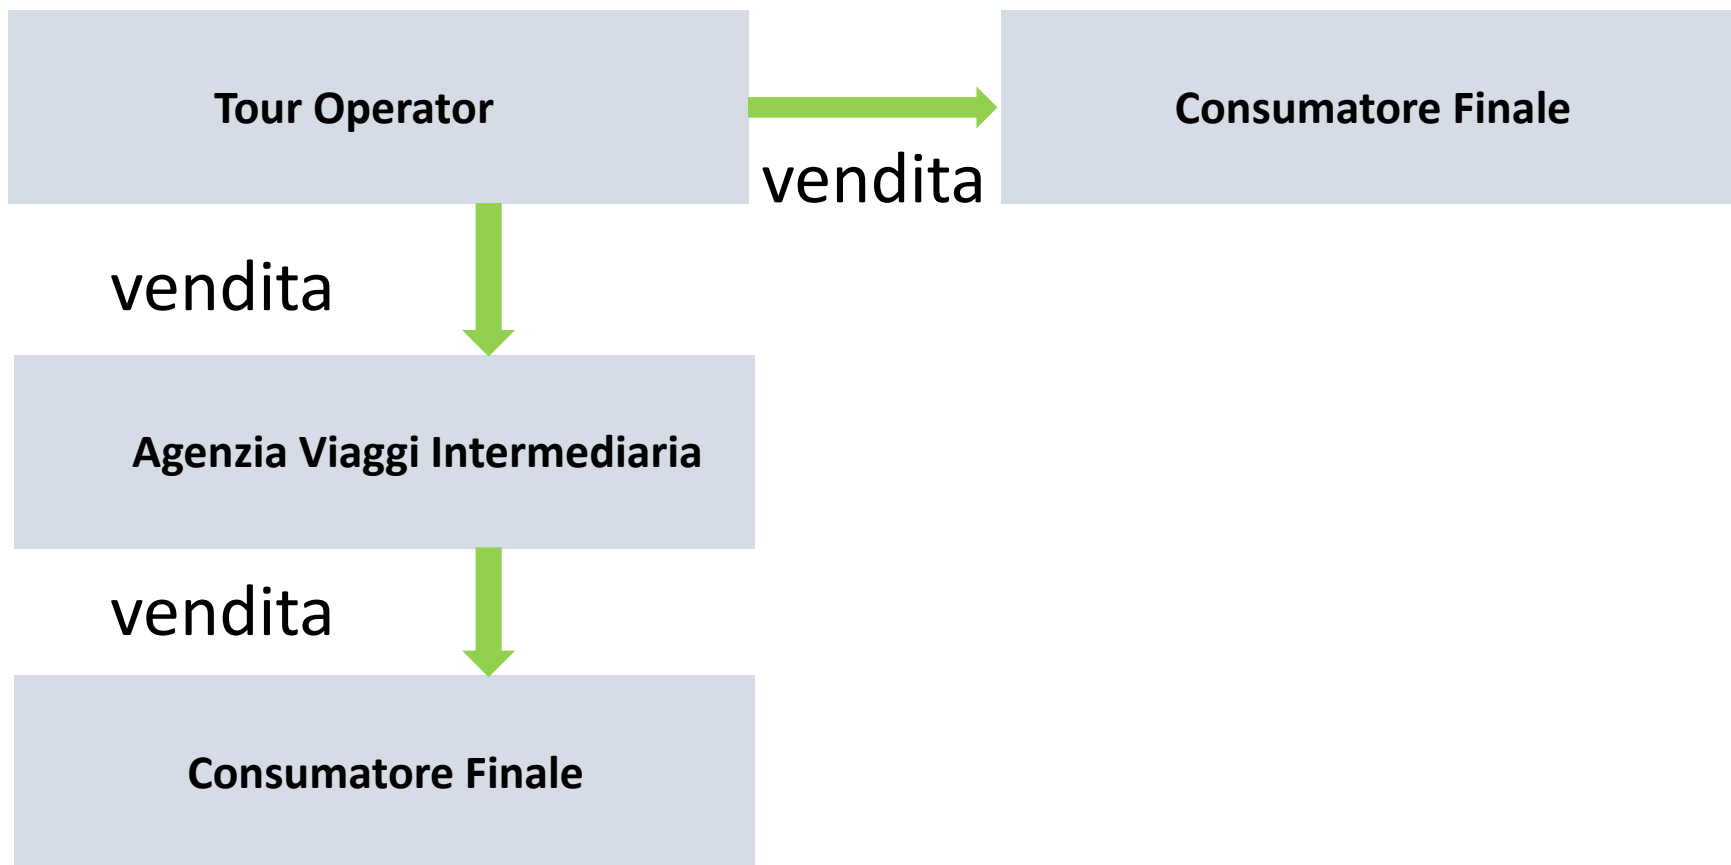 Tour Operator
Consumatore Finale
vendita
vendita
Agenzia Viaggi Intermediaria
vendita
Consumatore Finale